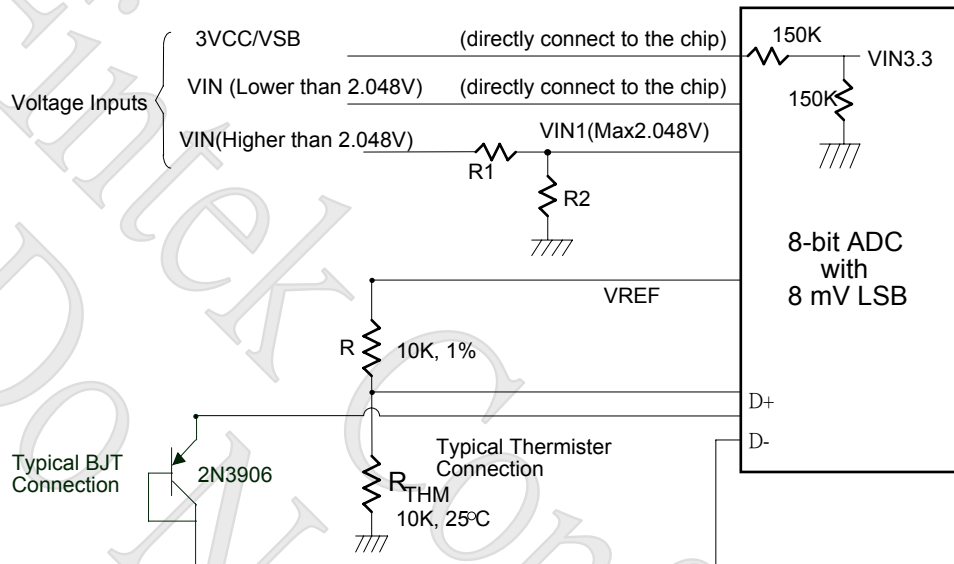 3VCC/VSB
(directly connect to the chip)
150K
VIN3.3
Voltage Inputs
VIN (Lower than 2.048V)
(directly connect to the chip)
150K
VIN(Higher than 2.048V)
VIN1(Max2.048V)
R1
R2
8-bit ADC
with
8 mV LSB
VREF
R
10K, 1%
D+
D-
Typical BJT
Connection
2N3906
Typical Thermister
Connection
R
THM
10K, 25°C